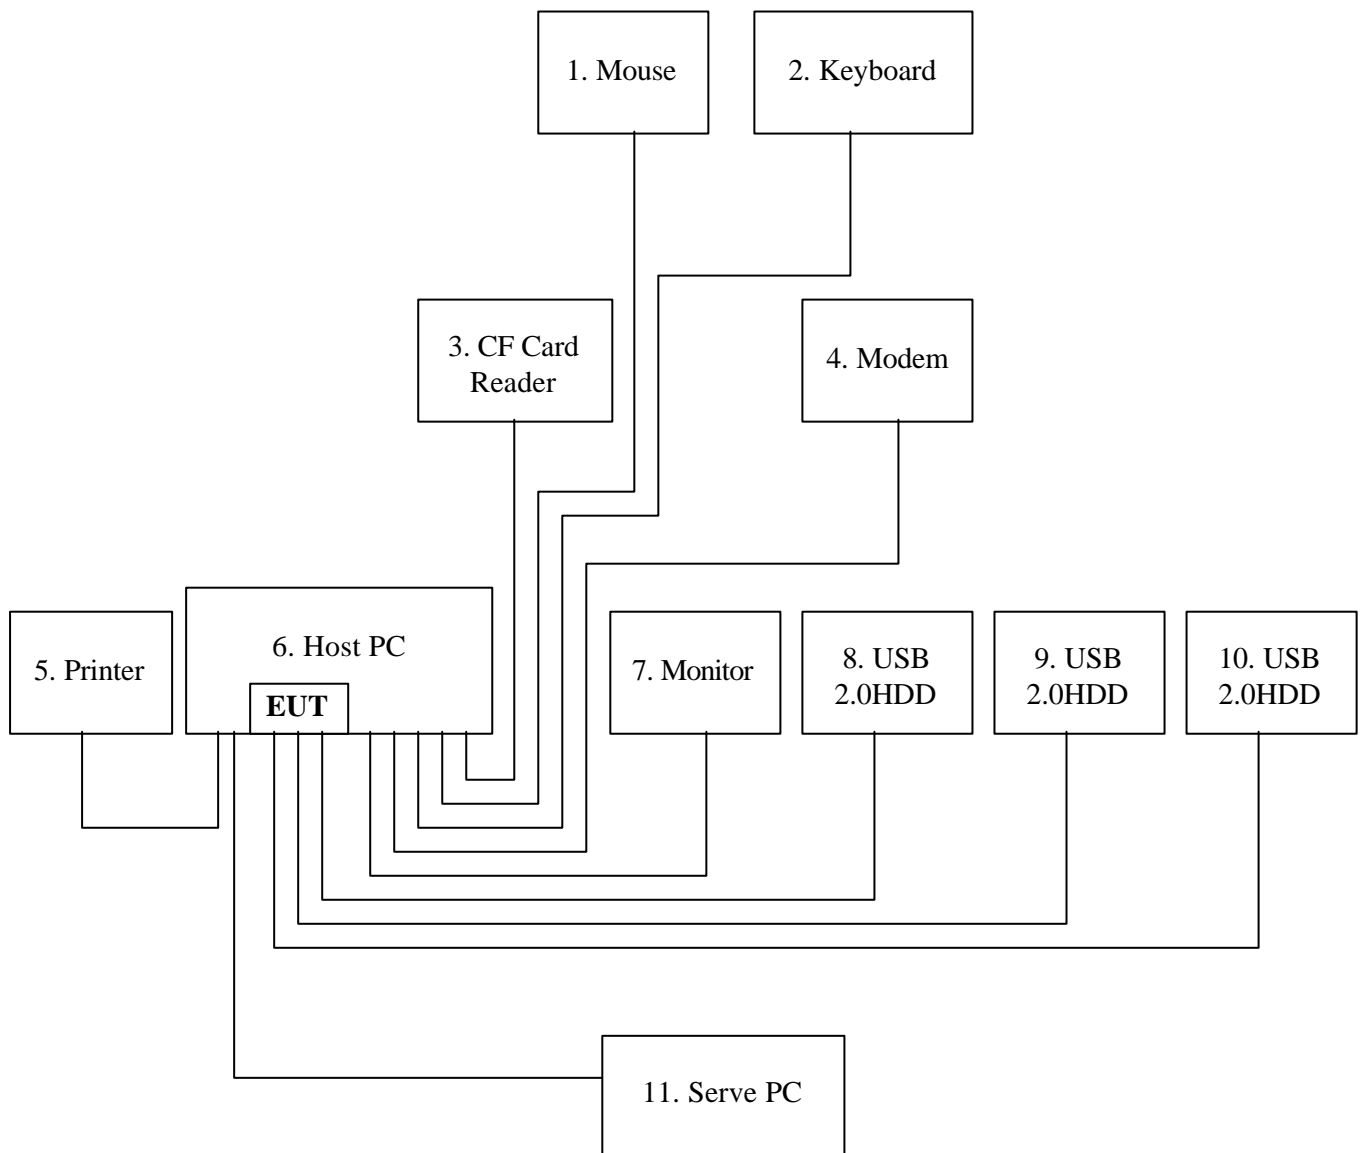 1. Mouse
2. Keyboard
3. CF Card
Reader
4. Modem
5. Printer
6. Host PC
EUT
7. Monitor
8. USB
2.0HDD
9. USB
2.0HDD
10. USB
2.0HDD
11. Serve PC